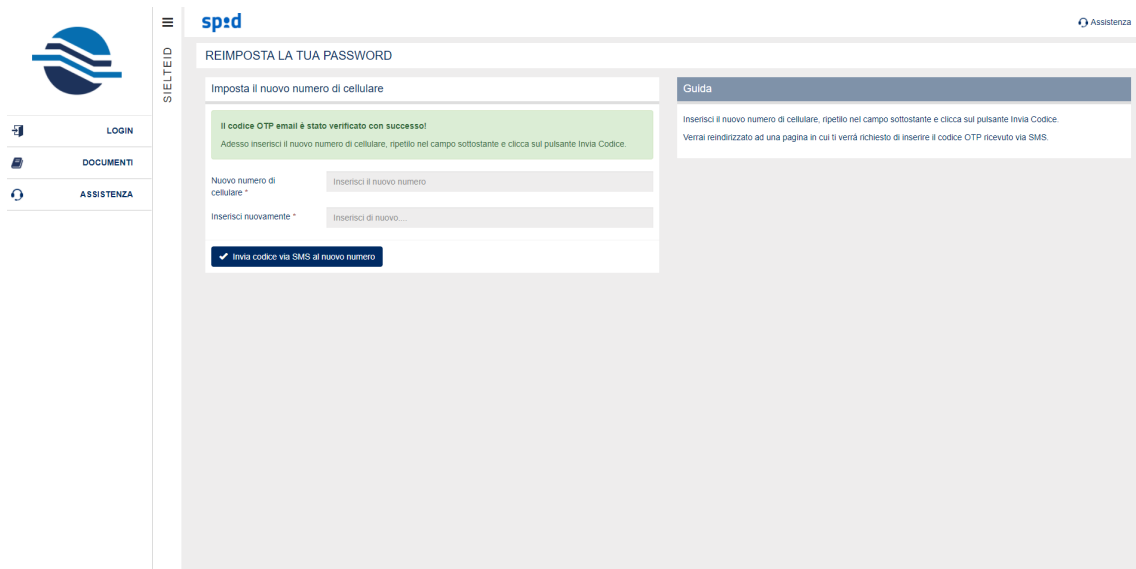 spid
Assistenza
SIELTEID
LOGIN
DOCUMENTI
ASSISTENZA
REIMPOSTA LA TUA PASSWORD
Imposta il nuovo numero di cellulare
Il codice OTP email è stato verificato con successo!
Adesso inserisci il nuovo numero di cellulare, ripetilo nel campo sottostante e clicca sul pulsante Invia Codice.
Nuovo numero di
cellulare *
Inserisci il nuovo numero
Inserisci nuovamente *
Inserisci di nuovo....
Invia codice via SMS al nuovo numero
Guida
Inserisci il nuovo numero di cellulare, ripetilo nel campo sottostante e clicca sul pulsante Invia Codice.
Verrai reindirizzato ad una pagina in cui ti verrà richiesto di inserire il codice OTP ricevuto via SMS.